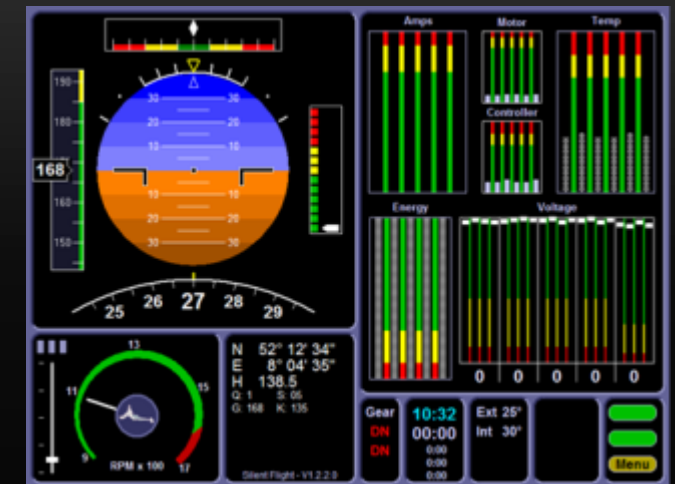 Amps
Motor
Temp
Controller
190
180
168
160
150
30 30
20 20
10 10
10 10
20 20
30 30
25 26 27 28 29
Energy
Voltage
0 0 0 0 0
9
11
13
15
17
RPM x 100
N 52° 12' 34"
E 8° 04' 35"
H 138.5
Q: 1 S: 05
G: 168 K: 135
Silent Flight - V1.2.2.0
Gear
DN
DN
10:32
00:00
0:00
0:00
0:00
Ext 25°
Int 30°
Menu